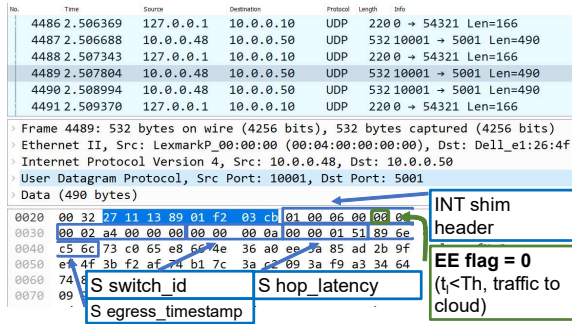 No. Time Source Destination Protocol Length Info
4486 2.506369 127.0.0.1 10.0.0.10 UDP 220 0 → 54321 Len=166
4487 2.506688 10.0.0.48 10.0.0.50 UDP 532 10001 → 5001 Len=490
4488 2.507343 127.0.0.1 10.0.0.10 UDP 220 0 → 54321 Len=166
4489 2.507804 10.0.0.48 10.0.0.50 UDP 532 10001 → 5001 Len=490
4490 2.508994 10.0.0.48 10.0.0.50 UDP 532 10001 → 5001 Len=490
4491 2.509370 127.0.0.1 10.0.0.10 UDP 220 0 → 54321 Len=166
Frame 4489: 532 bytes on wire (4256 bits), 532 bytes captured (4256 bits)
Ethernet II, Src: LexmarkP_00:00:00 (00:04:00:00:00:00), Dst: Dell_e1:26:4f
Internet Protocol Version 4, Src: 10.0.0.48, Dst: 10.0.0.50
User Datagram Protocol, Src Port: 10001, Dst Port: 5001
Data (490 bytes)
0020 00 32 27 11 13 89 01 f2 03 cb 01 00 06 00 00
0030 00 02 a4 00 00 00 00 00 00 0a 00 00 01 51 89 6e
0040 c5 6c 73 c0 65 e8 4e 36 a0 85 ad 2b 9f
0050 4f 3b f2 af b1 7c 09 3a f9 a3 34 64
0060 74
0070 09
INT shim
header
EE flag = 0
(tᵢ<Th, traffic to
cloud)
S switch_id
S hop_latency
S egress_timestamp